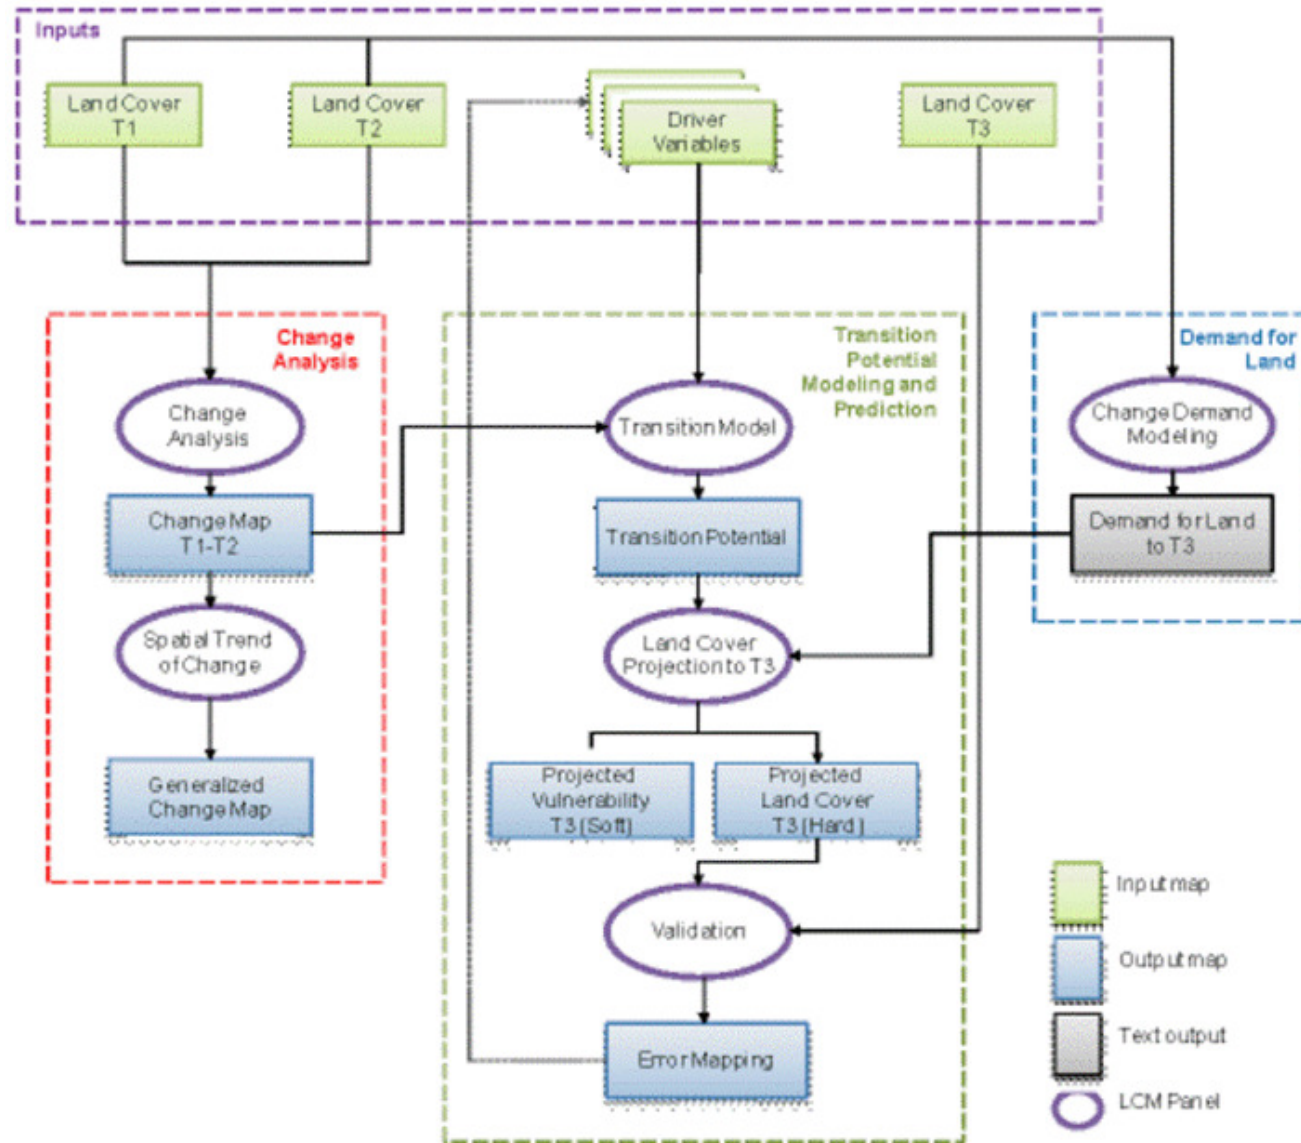 Inputs
Land Cover
T1
Land Cover
T2
Driver
Variables
Land Cover
T3
Change
Analysis
Change
Analysis
Change Map
T1-T2
Spatial Trend
of Change
Generalized
Change Map
Transition
Potential
Modeling and
Prediction
Transition Model
Transition Potential
Land Cover
Projection to T3
Projected
Vulnerability
T3 (Soft)
Projected
Land Cover
T3 (Hard)
Validation
Error Mapping
Demand for
Land
Change Demand
Modeling
Demand for Land
to T3
Input map
Output map
Text output
LCM Panel